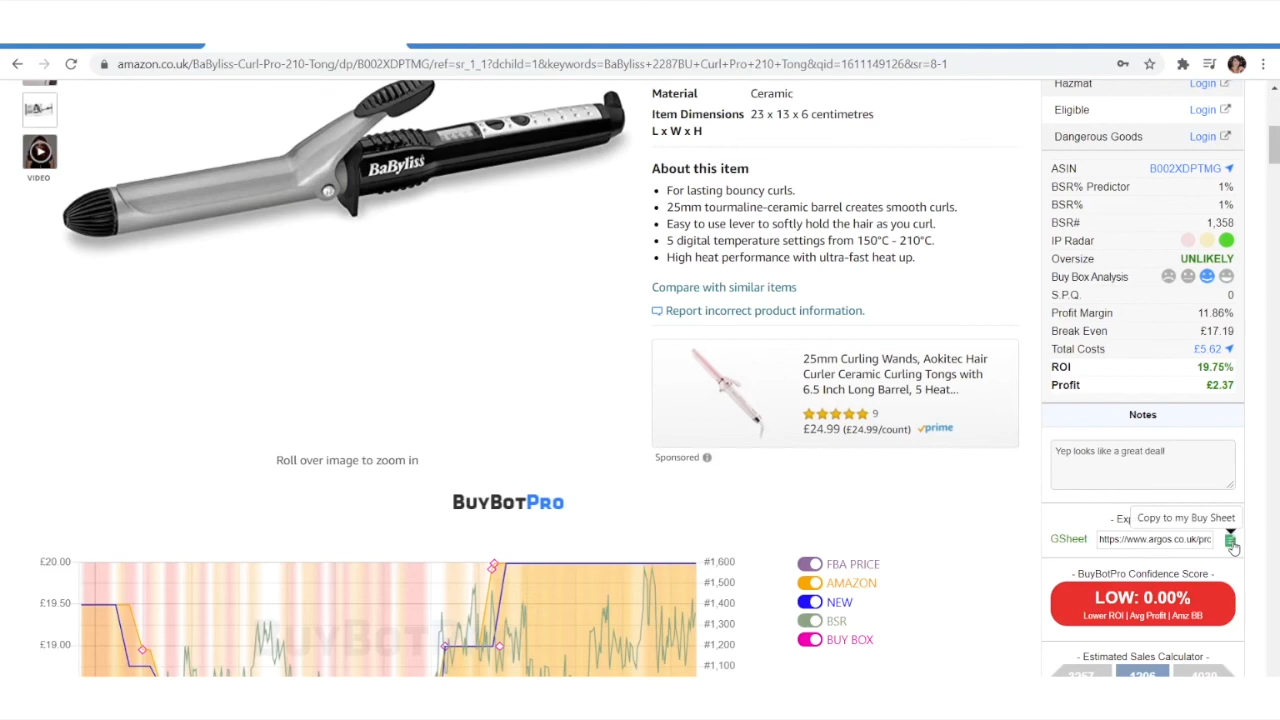 amazon.co.uk/BaByliss-Curl-Pro-210-Tong/dp/B002XDPTMG/ref=sr_1_1?dchild=1&keywords=BaByliss+2287BU+Curl+Pro+210+Tong&qid=1611149126&sr=8-1
VIDEO
BaByliss
Roll over image to zoom in
Material Ceramic
Item Dimensions 23 x 13 x 6 centimetres
L x W x H
About this item
• For lasting bouncy curls.
• 25mm tourmaline-ceramic barrel creates smooth curls.
• Easy to use lever to softly hold the hair as you curl.
• 5 digital temperature settings from 150°C - 210°C.
• High heat performance with ultra-fast heat up.
Compare with similar items
Report incorrect product information.
25mm Curling Wands, Aokitec Hair
Curler Ceramic Curling Tongs with
6.5 Inch Long Barrel, 5 Heat...
9
£24.99 (£24.99/count) prime
Sponsored
BUYBOTPRO
£20.00
£19.50
£19.00
BUYBOT
#1,600
#1,500
#1,400
#1,300
#1,200
#1,100
FBA PRICE
AMAZON
NEW
BSR
BUY BOX
Hazmat Login
Eligible Login
Dangerous Goods Login
ASIN B002XDPTMG
BSR% Predictor 1%
BSR% 1%
BSR# 1,358
IP Radar
Oversize UNLIKELY
Buy Box Analysis
S.P.Q. 0
Profit Margin 11.86%
Break Even £17.19
Total Costs £5.62
ROI 19.75%
Profit £2.37
Notes
Yep looks like a great deal!
Copy to my Buy Sheet
- Exp
GSheet https://www.argos.co.uk/prc
- BuyBotPro Confidence Score -
LOW: 0.00%
Lower ROI | Avg Profit | Amz BB
- Estimated Sales Calculator -